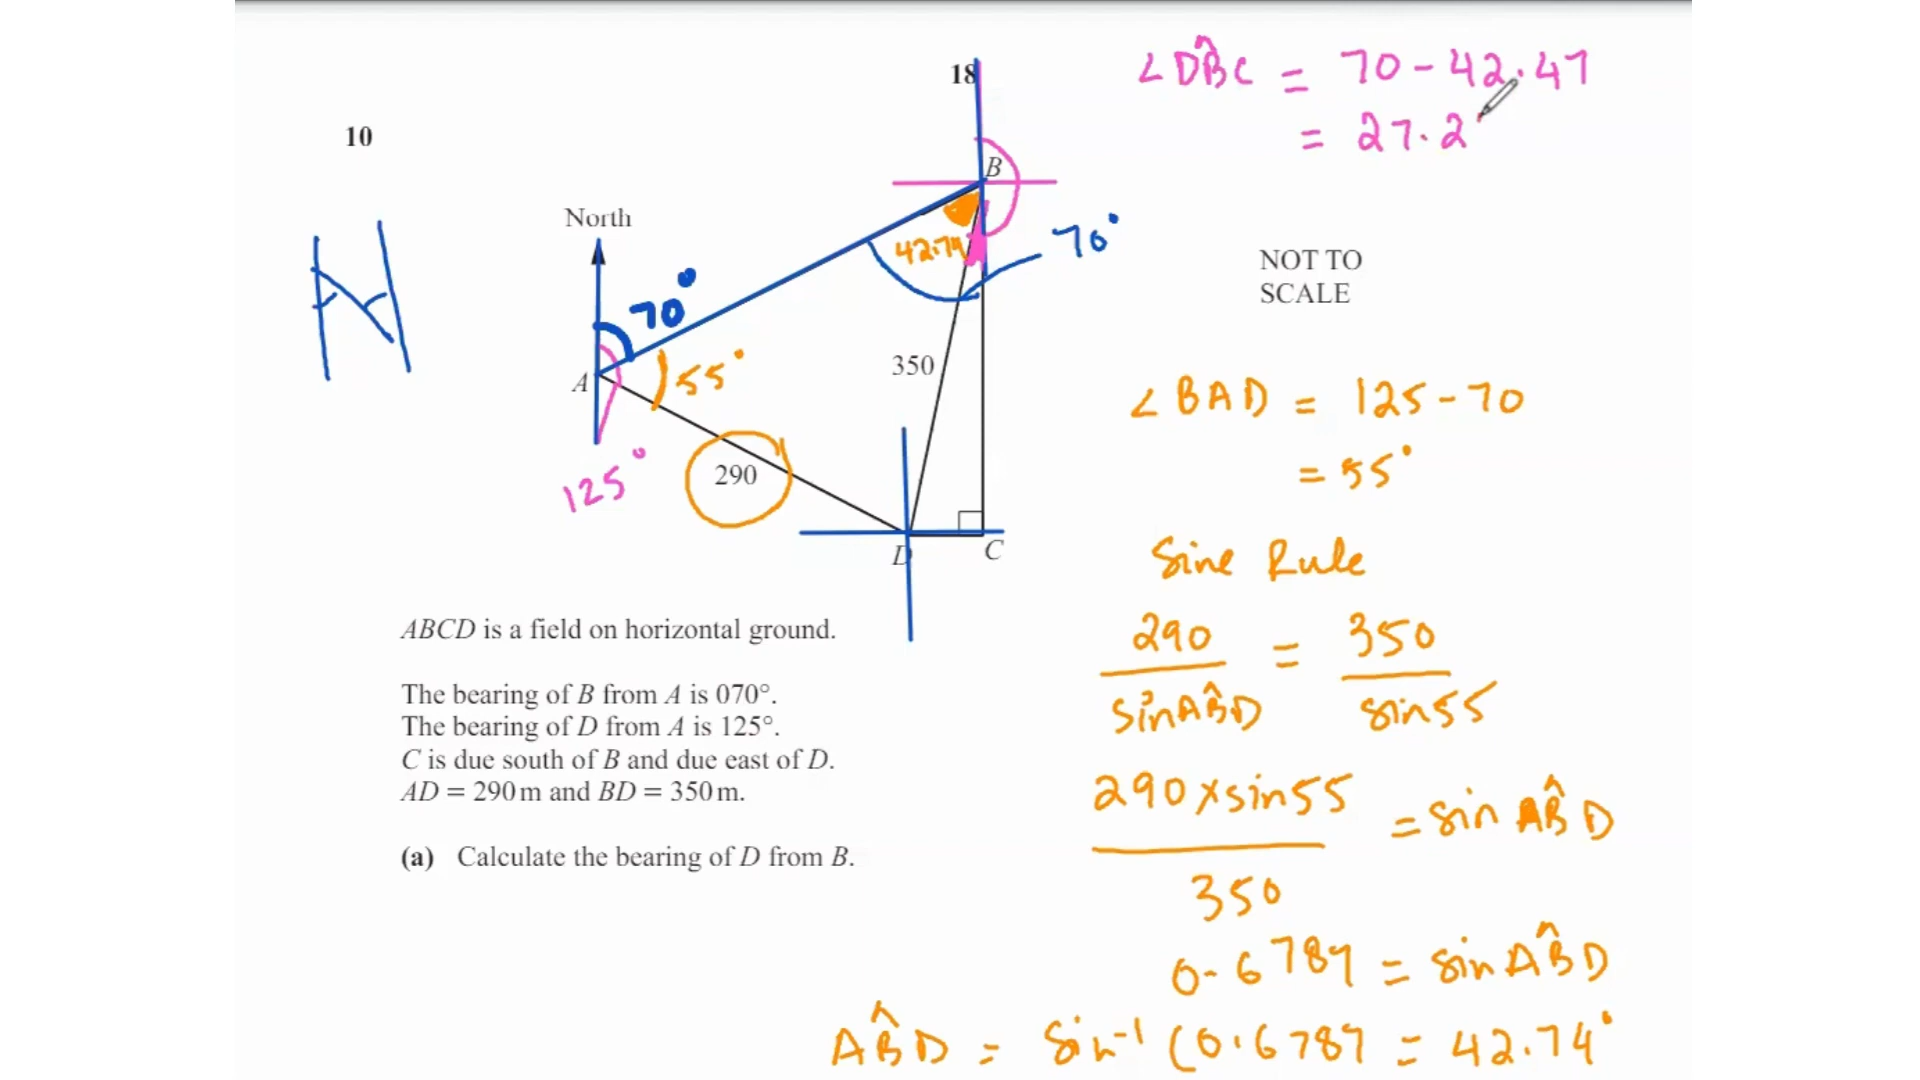 10
18
∠DB̂C = 70 - 42.47
= 27.2
B
North
70°
42.74
70°
NOT TO
SCALE
A
55°
350
∠BAD = 125 - 70
= 55°
125°
290
D
C
Sine Rule
290 / sinAB̂D = 350 / sin55
ABCD is a field on horizontal ground.
The bearing of B from A is 070°.
The bearing of D from A is 125°.
C is due south of B and due east of D.
AD = 290 m and BD = 350 m.
(a) Calculate the bearing of D from B.
290 x sin55 / 350 = sin AB̂D
0.6787 = sin AB̂D
AB̂D = sin⁻¹ (0.6787 = 42.74°